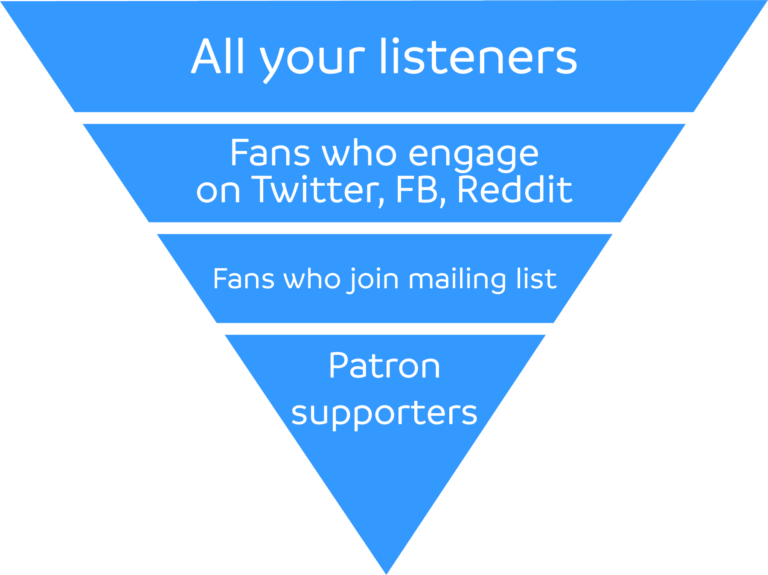 All your listeners
Fans who engage
on Twitter, FB, Reddit
Fans who join mailing list
Patron
supporters